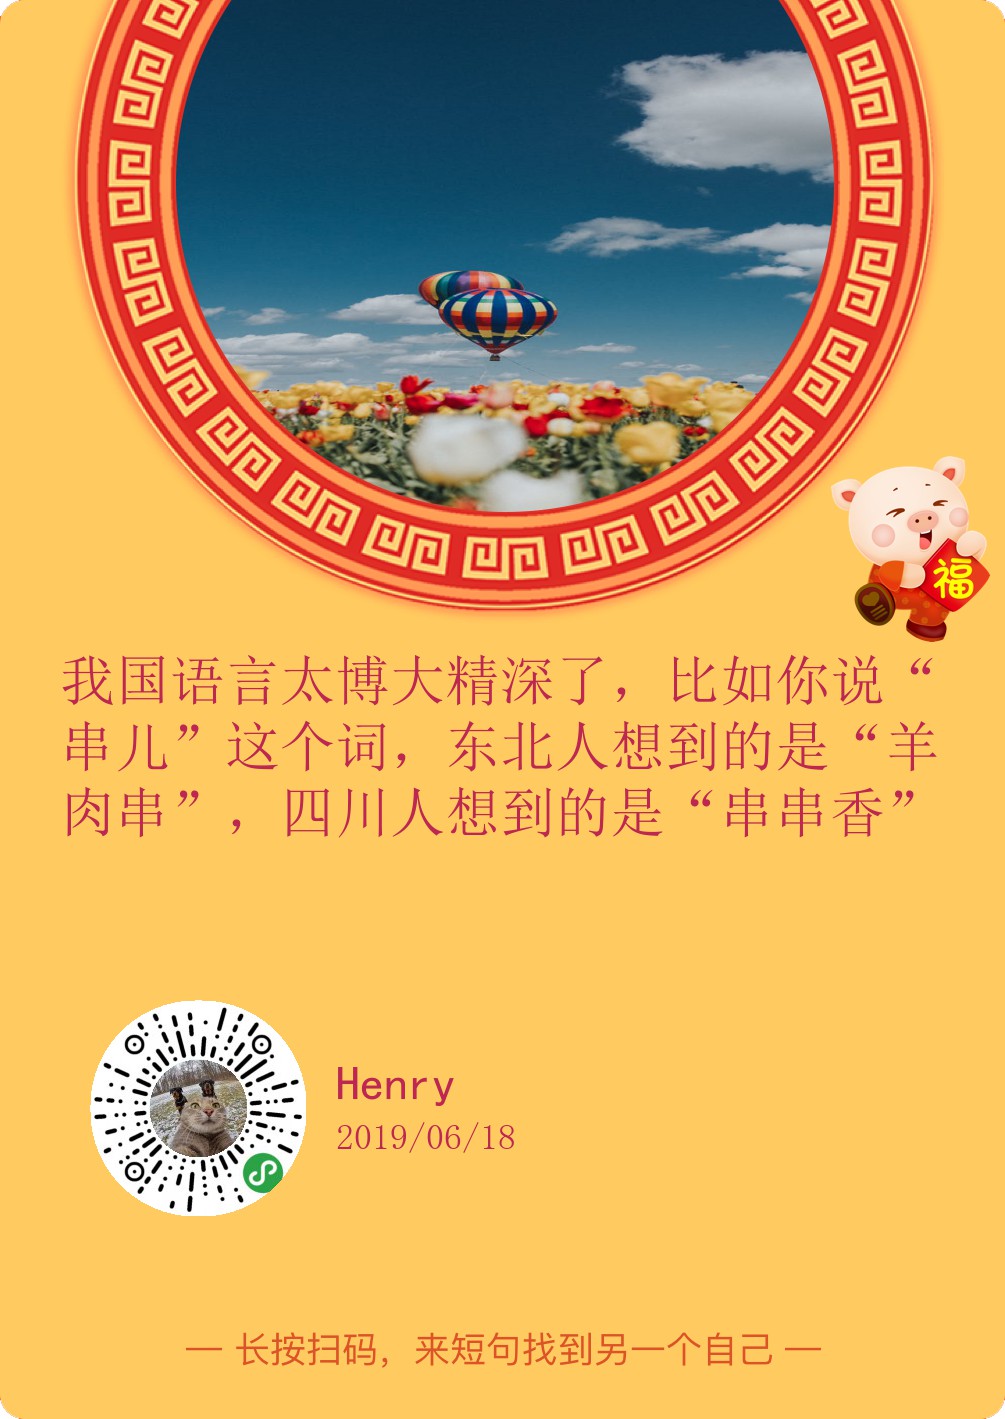 福
我国语言太博大精深了，比如你说“
串儿”这个词，东北人想到的是“羊
肉串”，四川人想到的是“串串香”
Henry
2019/06/18
— 长按扫码，来短句找到另一个自己 —